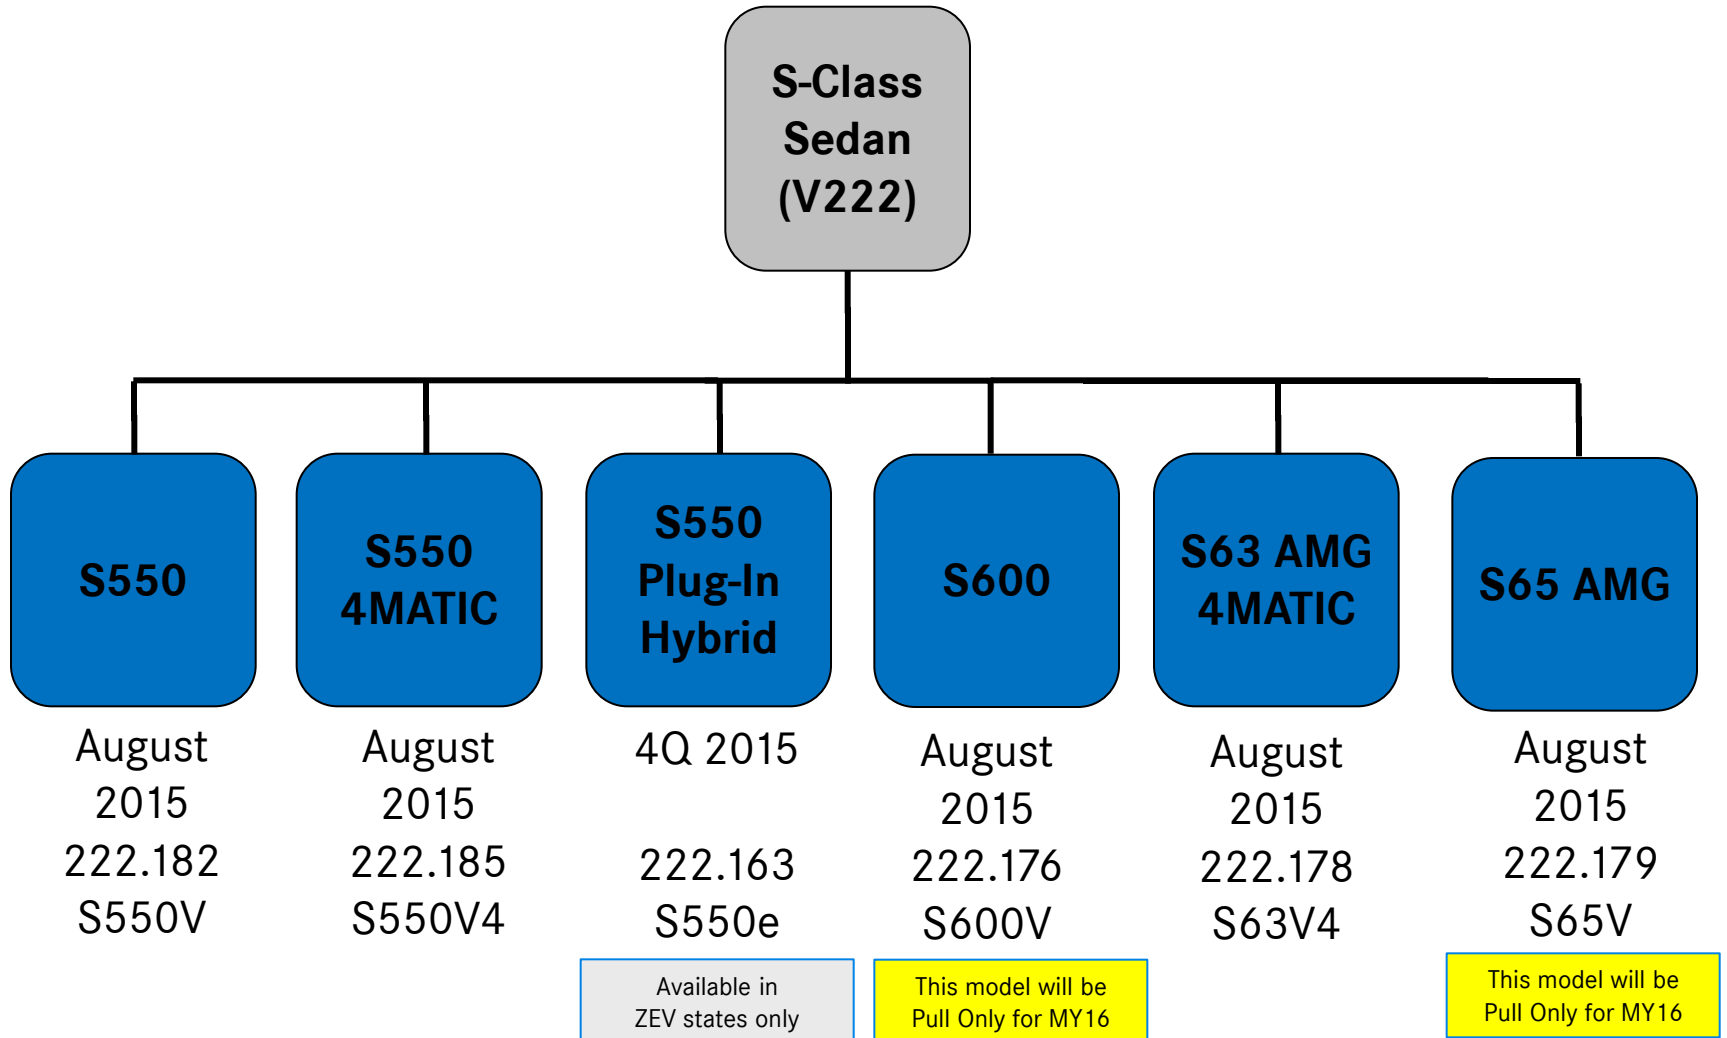 S-Class
Sedan
(V222)
S550
S550
4MATIC
S550
Plug-In
Hybrid
S600
S63 AMG
4MATIC
S65 AMG
August
2015
222.182
S550V
August
2015
222.185
S550V4
4Q 2015
222.163
S550e
August
2015
222.176
S600V
August
2015
222.178
S63V4
August
2015
222.179
S65V
Available in
ZEV states only
This model will be
Pull Only for MY16
This model will be
Pull Only for MY16